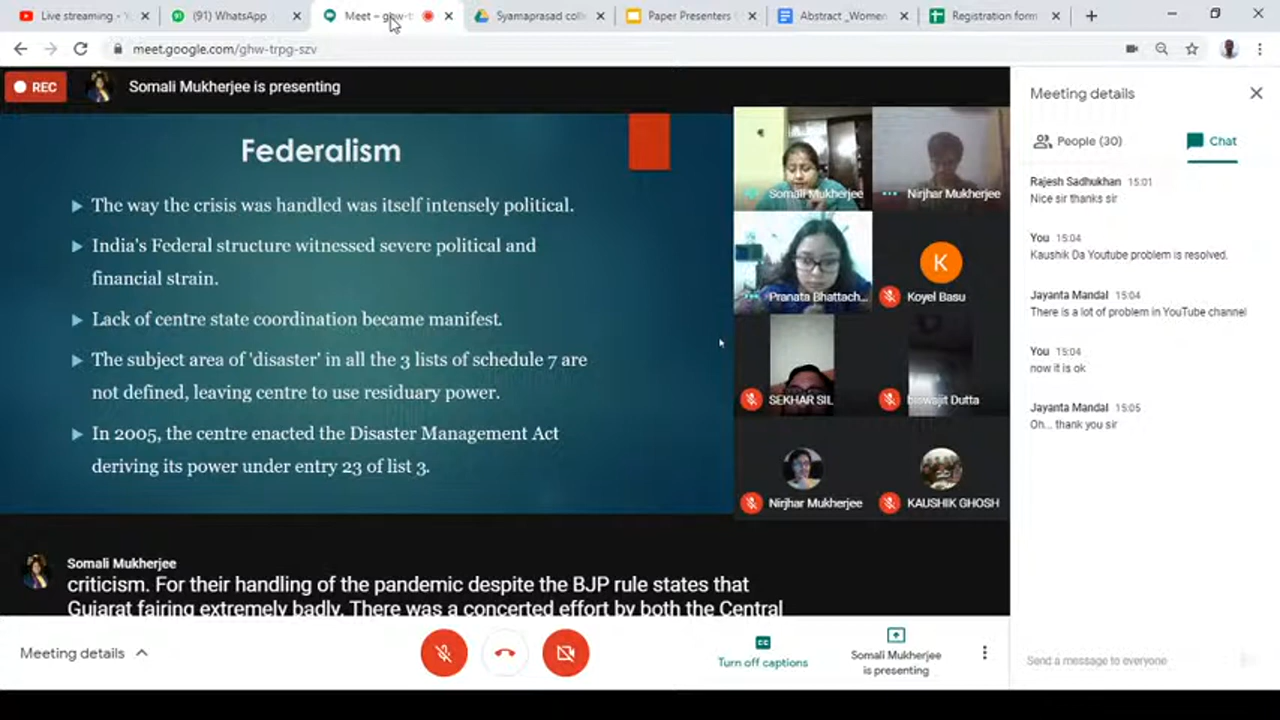 Live streaming - Y
(91) WhatsApp
Meet – ghw-t
Syamaprasad coll
Paper Presenters
Abstract _Women
Registration form
meet.google.com/ghw-trpg-szv
REC
Somali Mukherjee is presenting
Federalism
The way the crisis was handled was itself intensely political.
India's Federal structure witnessed severe political and
financial strain.
Lack of centre state coordination became manifest.
The subject area of 'disaster' in all the 3 lists of schedule 7 are
not defined, leaving centre to use residuary power.
In 2005, the centre enacted the Disaster Management Act
deriving its power under entry 23 of list 3.
Somali Mukherjee
Nirjhar Mukherjee
Pranata Bhattach...
K
Koyel Basu
SEKHAR SIL
biswajit Dutta
Nirjhar Mukherjee
KAUSHIK GHOSH
Somali Mukherjee
criticism. For their handling of the pandemic despite the BJP rule states that
Gujarat fairing extremely badly. There was a concerted effort by both the Central
Meeting details
Turn off captions
Somali Mukherjee
is presenting
Meeting details
People (30)
Chat
Rajesh Sadhukhan 15:01
Nice sir thanks sir
You 15:04
Kaushik Da Youtube problem is resolved.
Jayanta Mandal 15:04
There is a lot of problem in YouTube channel
You 15:04
now it is ok
Jayanta Mandal 15:05
Oh... thank you sir
Send a message to everyone